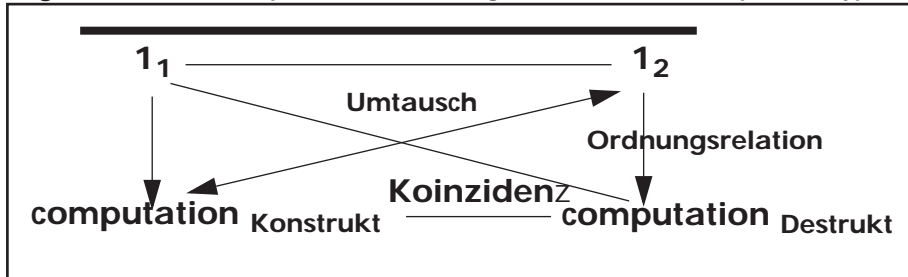 1₁ 1₂
Umtausch
Ordnungsrelation
Koinzidenz
computation Konstrukt computation Destrukt